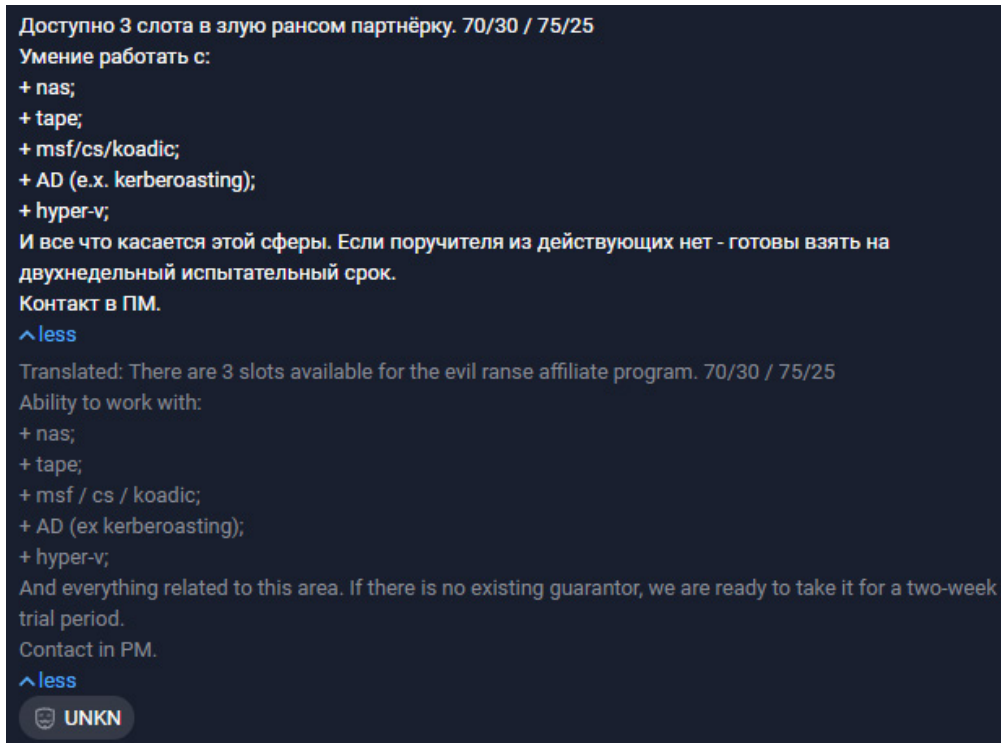 Доступно 3 слота в злую рансом партнёрку. 70/30 / 75/25
Умение работать с:
+ nas;
+ tape;
+ msf/cs/koadic;
+ AD (e.x. kerberoasting);
+ hyper-v;
И все что касается этой сферы. Если поручителя из действующих нет - готовы взять на
двухнедельный испытательный срок.
Контакт в ПМ.
less
Translated: There are 3 slots available for the evil ranse affiliate program. 70/30 / 75/25
Ability to work with:
+ nas;
+ tape;
+ msf / cs / koadic;
+ AD (ex kerberoasting);
+ hyper-v;
And everything related to this area. If there is no existing guarantor, we are ready to take it for a two-week
trial period.
Contact in PM.
less
UNKN